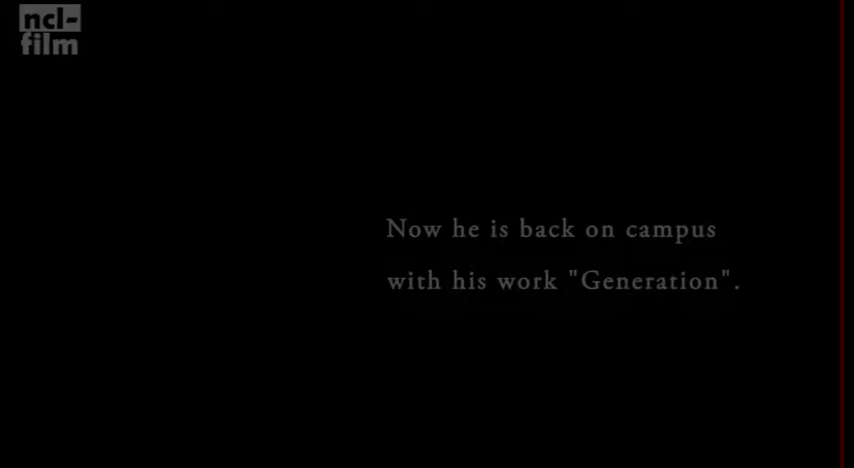 ncl-
film
Now he is back on campus
with his work "Generation".